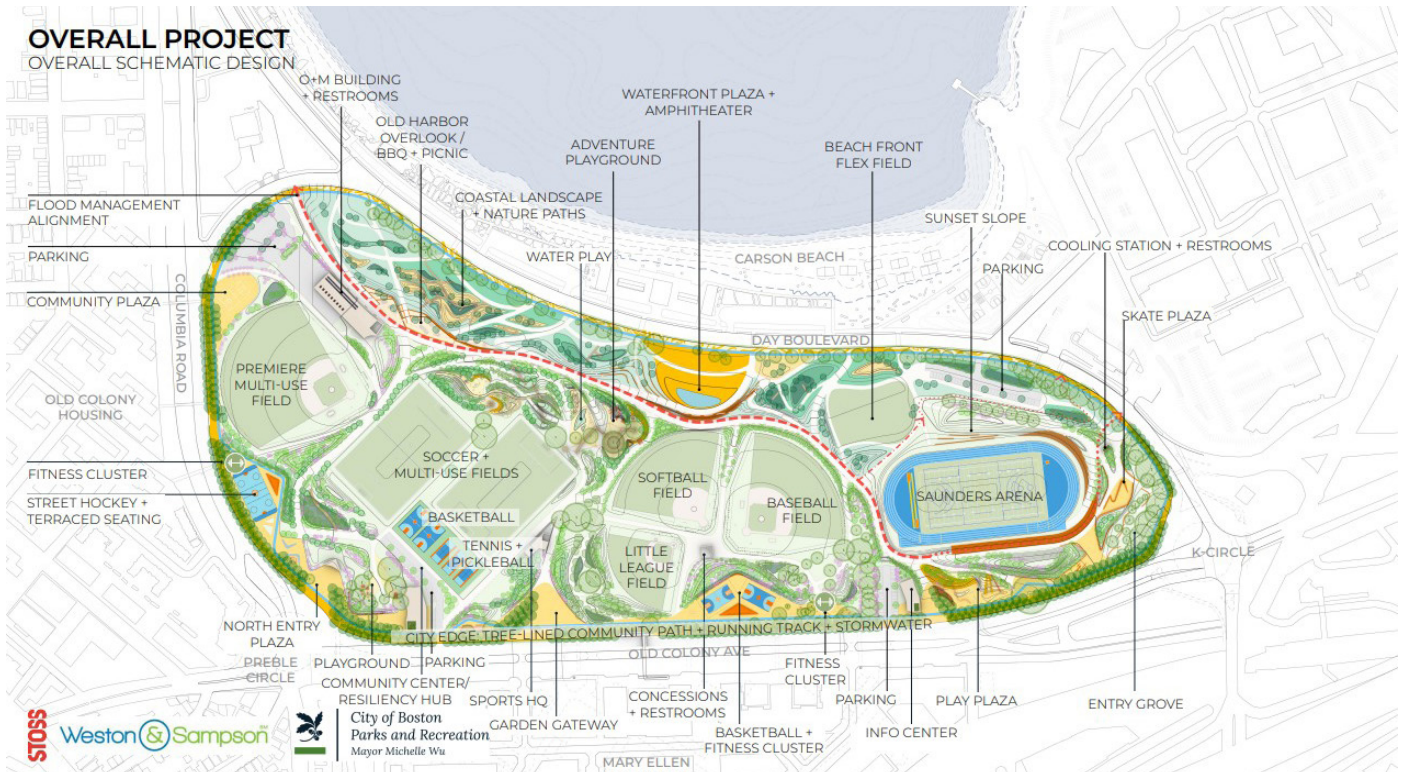 OVERALL PROJECT
OVERALL SCHEMATIC DESIGN
O+M BUILDING
+ RESTROOMS
OLD HARBOR
OVERLOOK /
BBQ + PICNIC
WATERFRONT PLAZA +
AMPHITHEATER
ADVENTURE
PLAYGROUND
BEACH FRONT
FLEX FIELD
COASTAL LANDSCAPE
+ NATURE PATHS
FLOOD MANAGEMENT
ALIGNMENT
SUNSET SLOPE
COOLING STATION + RESTROOMS
PARKING
WATER PLAY
CARSON BEACH
PARKING
COMMUNITY PLAZA
COLUMBIA ROAD
SKATE PLAZA
DAY BOULEVARD
PREMIERE
MULTI-USE
FIELD
OLD COLONY
HOUSING
SOCCER +
MULTI-USE FIELDS
FITNESS CLUSTER
SOFTBALL
FIELD
SAUNDERS ARENA
STREET HOCKEY +
TERRACED SEATING
BASEBALL
FIELD
BASKETBALL
TENNIS +
PICKLEBALL
LITTLE
LEAGUE
FIELD
K-CIRCLE
NORTH ENTRY
PLAZA
CITY EDGE: TREE-LINED COMMUNITY PATH + RUNNING TRACK + STORMWATER
OLD COLONY AVE
PREBLE
CIRCLE
PLAYGROUND
PARKING
COMMUNITY CENTER/
RESILIENCY HUB
SPORTS HQ
GARDEN GATEWAY
CONCESSIONS
+ RESTROOMS
FITNESS
CLUSTER
BASKETBALL +
FITNESS CLUSTER
PARKING
INFO CENTER
PLAY PLAZA
ENTRY GROVE
MARY ELLEN
STOSS
Weston & Sampson
City of Boston
Parks and Recreation
Mayor Michelle Wu